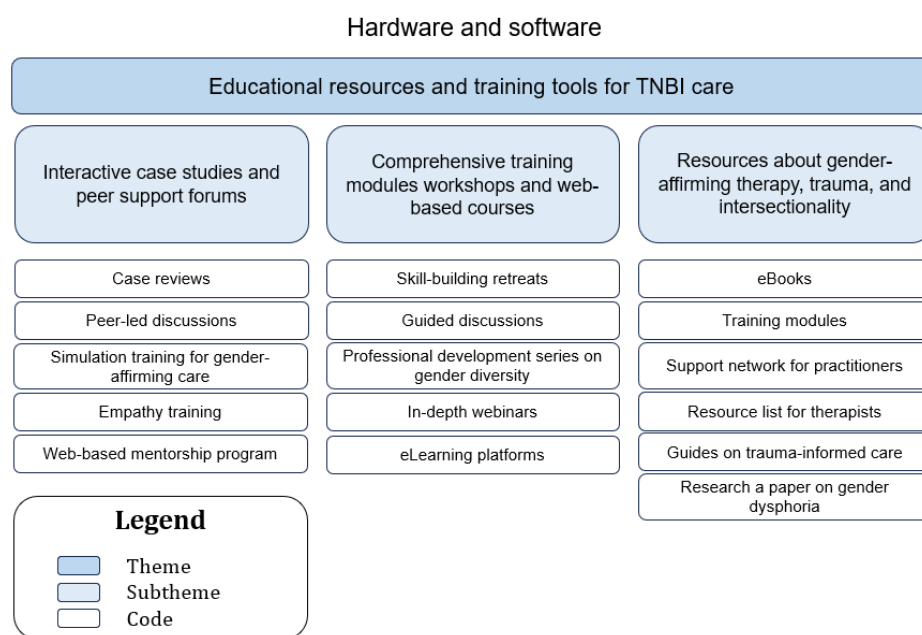 Hardware and software
Educational resources and training tools for TNBI care
Interactive case studies and
peer support forums
Comprehensive training
modules workshops and web-
based courses
Resources about gender-
affirming therapy, trauma, and
intersectionality
Case reviews
Peer-led discussions
Simulation training for gender-
affirming care
Empathy training
Web-based mentorship program
Skill-building retreats
Guided discussions
Professional development series on
gender diversity
In-depth webinars
eLearning platforms
eBooks
Training modules
Support network for practitioners
Resource list for therapists
Guides on trauma-informed care
Research a paper on gender
dysphoria
Legend
Theme
Subtheme
Code